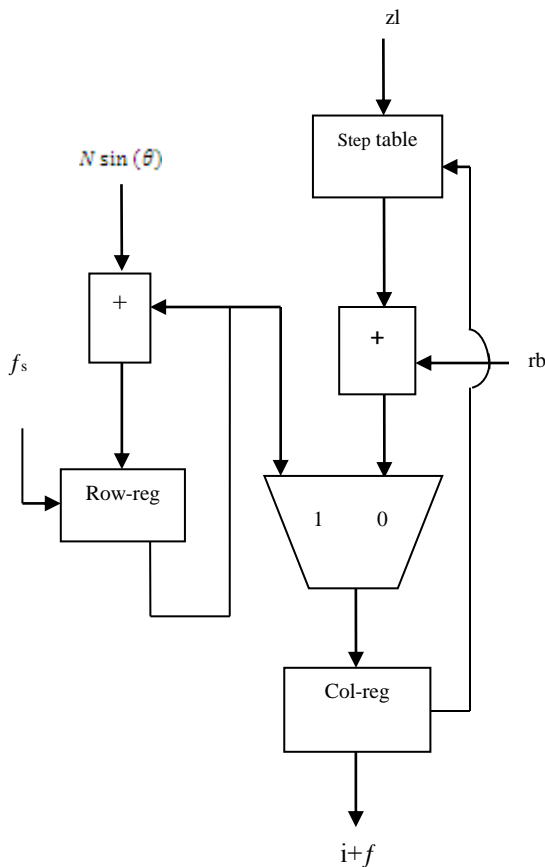 zl
Step table
N sin (θ)
+
+
fs
rb
Row-reg
1 0
Col-reg
i+f